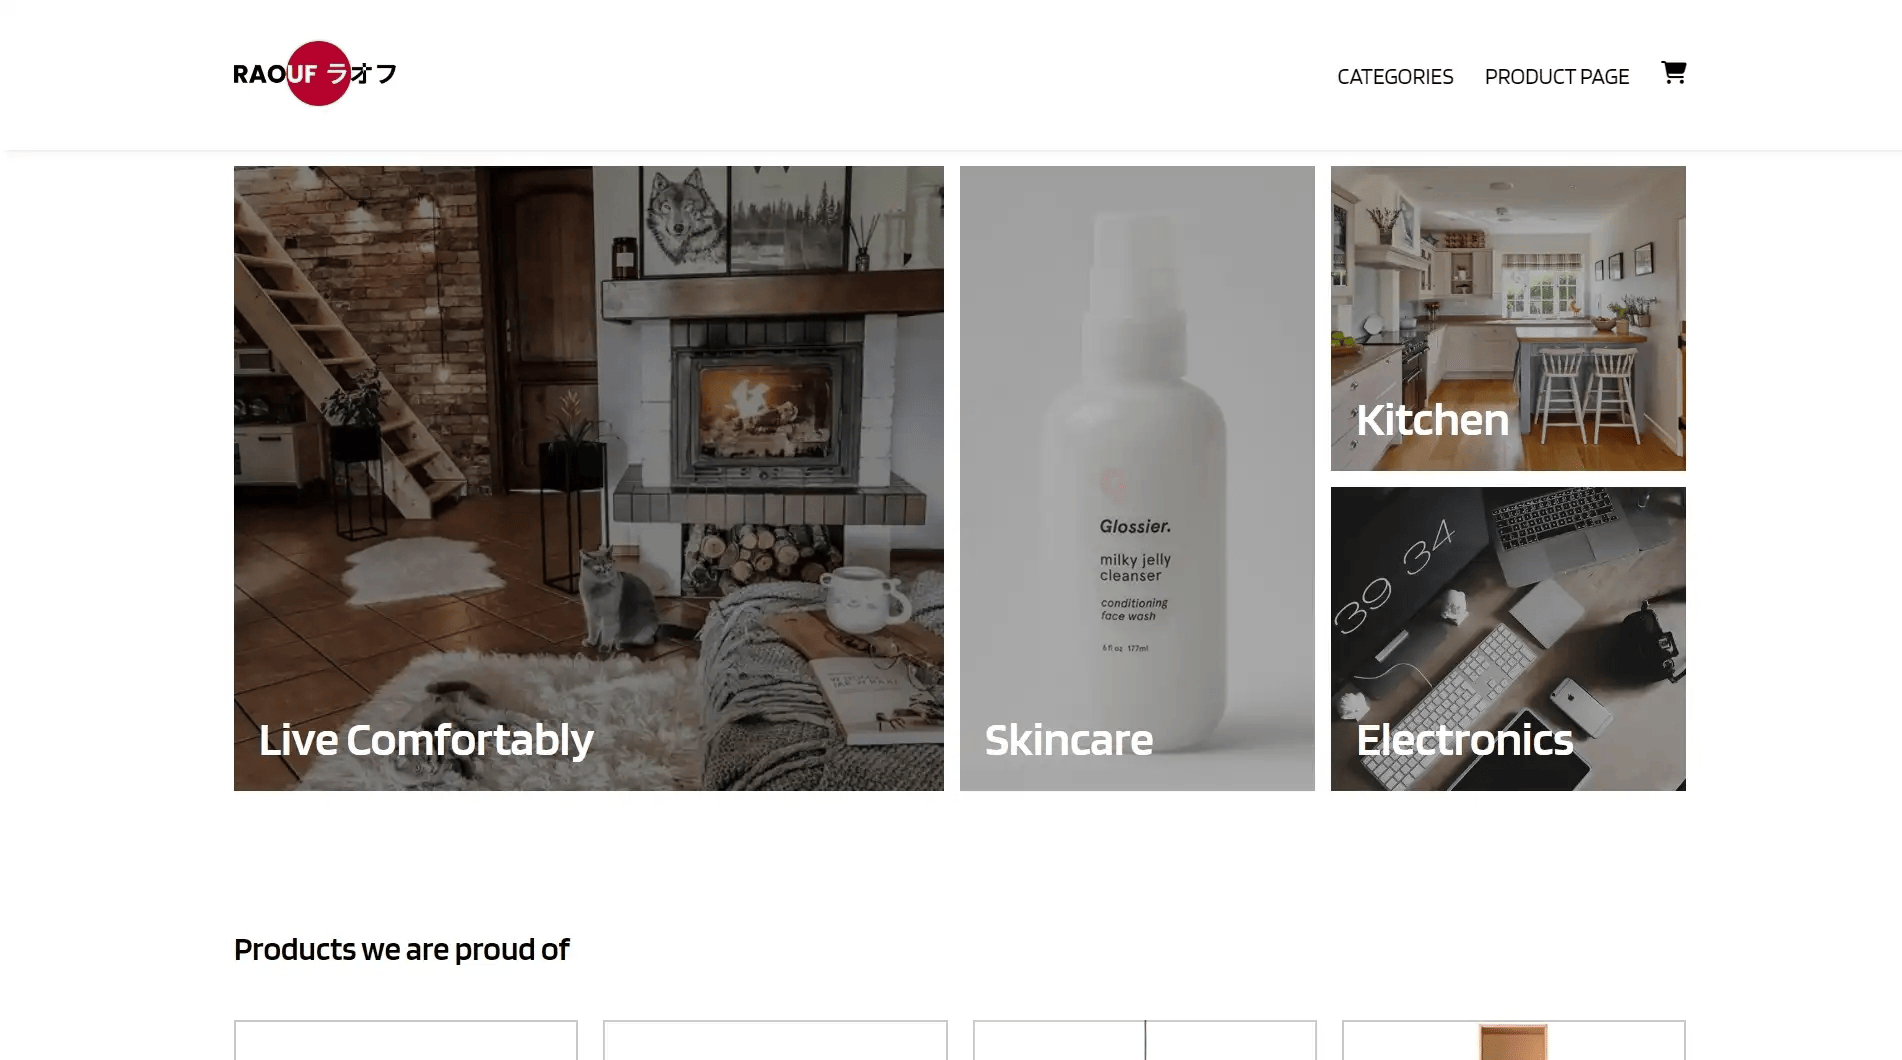 RAOUF ラオフ
CATEGORIES
PRODUCT PAGE
Live Comfortably
Glossier.
milky jelly
cleanser
conditioning
face wash
6 fl oz 177ml
Skincare
Kitchen
39 34
Electronics
Products we are proud of